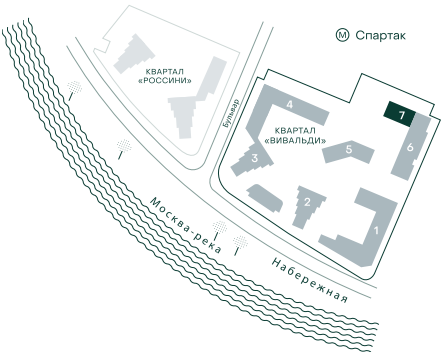 М Спартак
КВАРТАЛ
«РОССИНИ»
Бульвар
4
7
КВАРТАЛ
«ВИВАЛЬДИ»
6
5
3
2
1
Москва-река
Набережная